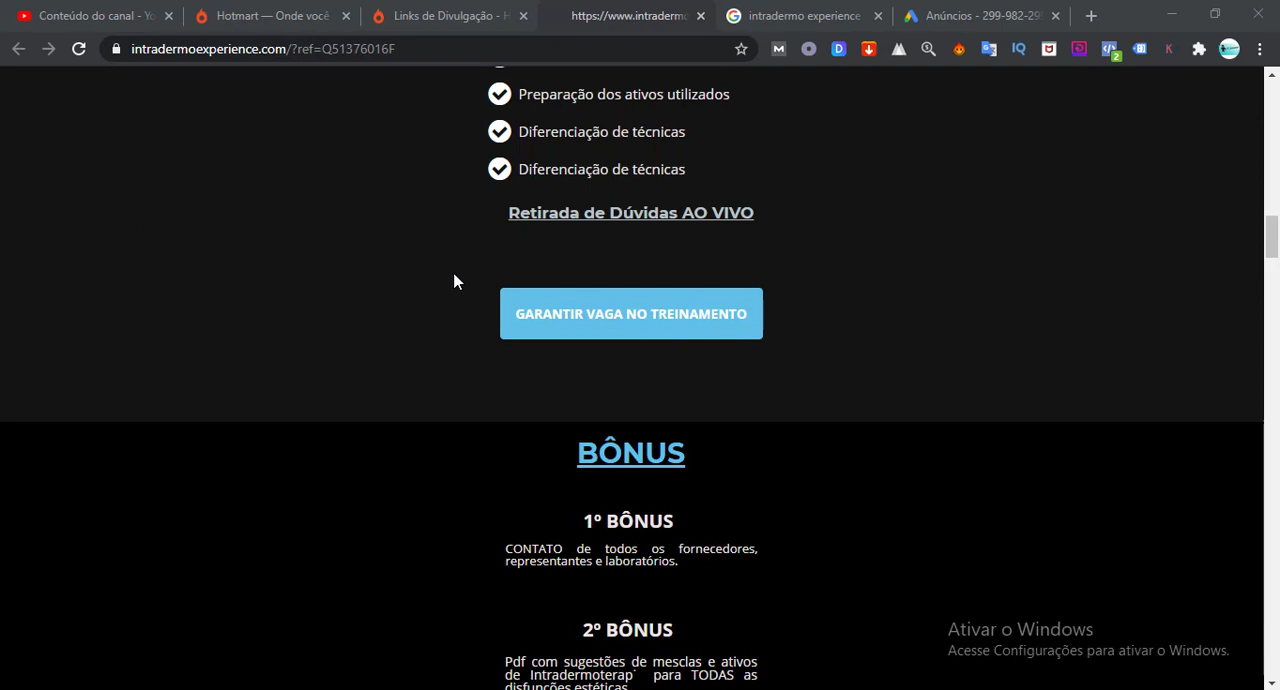 Conteúdo do canal - Yo
Hotmart — Onde você
Links de Divulgação - H
https://www.intradermo
intradermo experience
Anúncios - 299-982-29
intradermoexperience.com/?ref=Q51376016F
Preparação dos ativos utilizados
Diferenciação de técnicas
Diferenciação de técnicas
Retirada de Dúvidas AO VIVO
GARANTIR VAGA NO TREINAMENTO
BÔNUS
1º BÔNUS
CONTATO de todos os fornecedores,
representantes e laboratórios.
2º BÔNUS
Pdf com sugestões de mesclas e ativos
de Intradermoterap para TODAS as
disfunções estéticas
Ativar o Windows
Acesse Configurações para ativar o Windows.